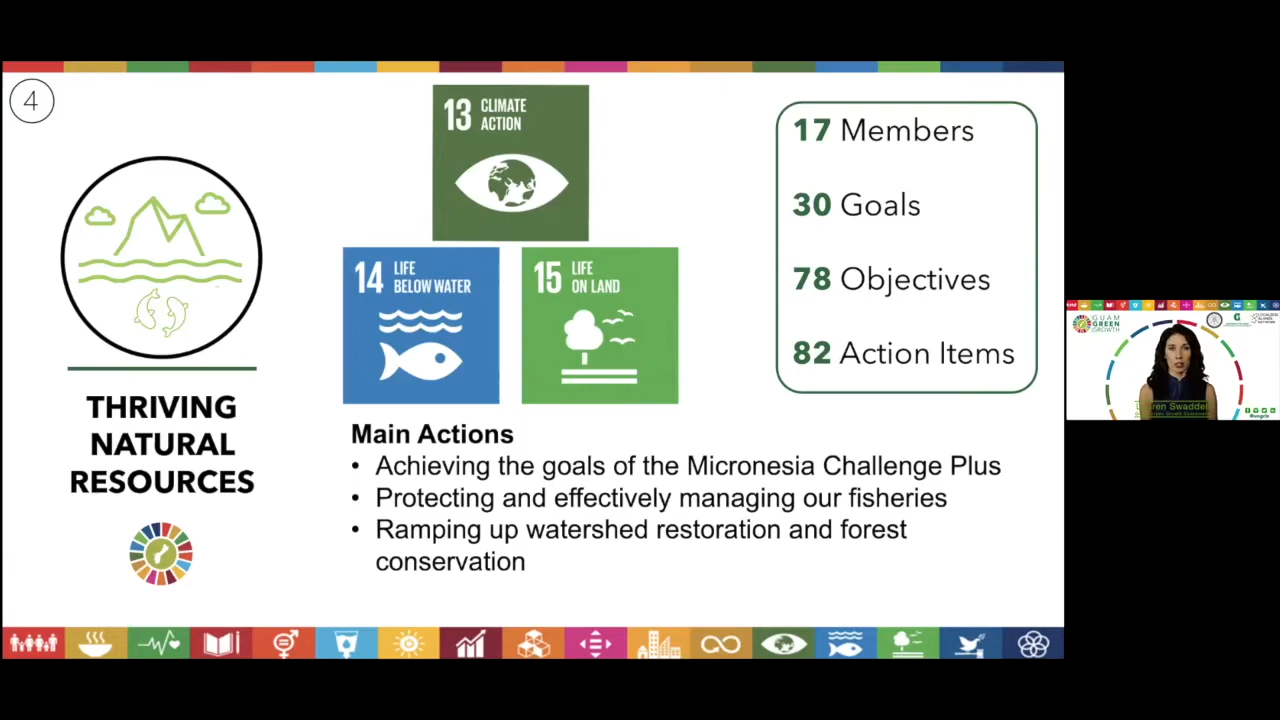 4
THRIVING
NATURAL
RESOURCES
13 CLIMATE
ACTION
14 LIFE
BELOW WATER
15 LIFE
ON LAND
17 Members
30 Goals
78 Objectives
82 Action Items
Main Actions
• Achieving the goals of the Micronesia Challenge Plus
• Protecting and effectively managing our fisheries
• Ramping up watershed restoration and forest
conservation
GUAM
GREEN
GROWTH
Swaddel